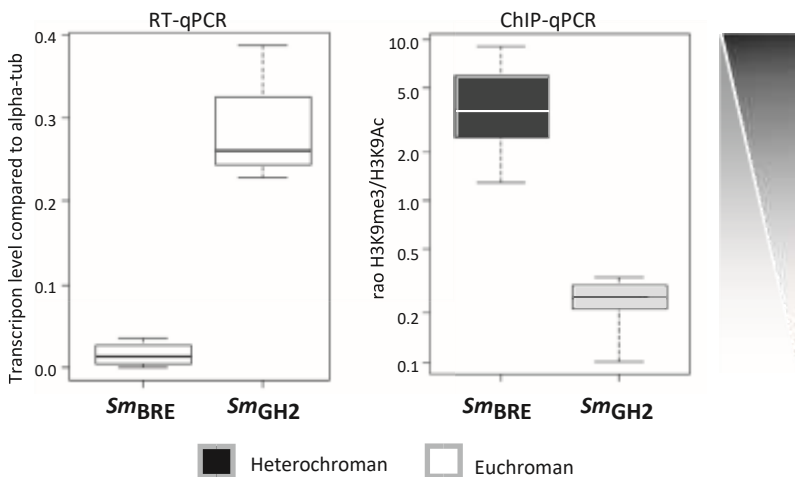 RT-qPCR
ChIP-qPCR
Transcripon level compared to alpha-tub
0.4
0.3
0.2
0.1
0.0
rao H3K9me3/H3K9Ac
10.0
5.0
2.0
1.0
0.5
0.2
0.1
SmBRE SmGH2
SmBRE SmGH2
Heterochroman Euchroman